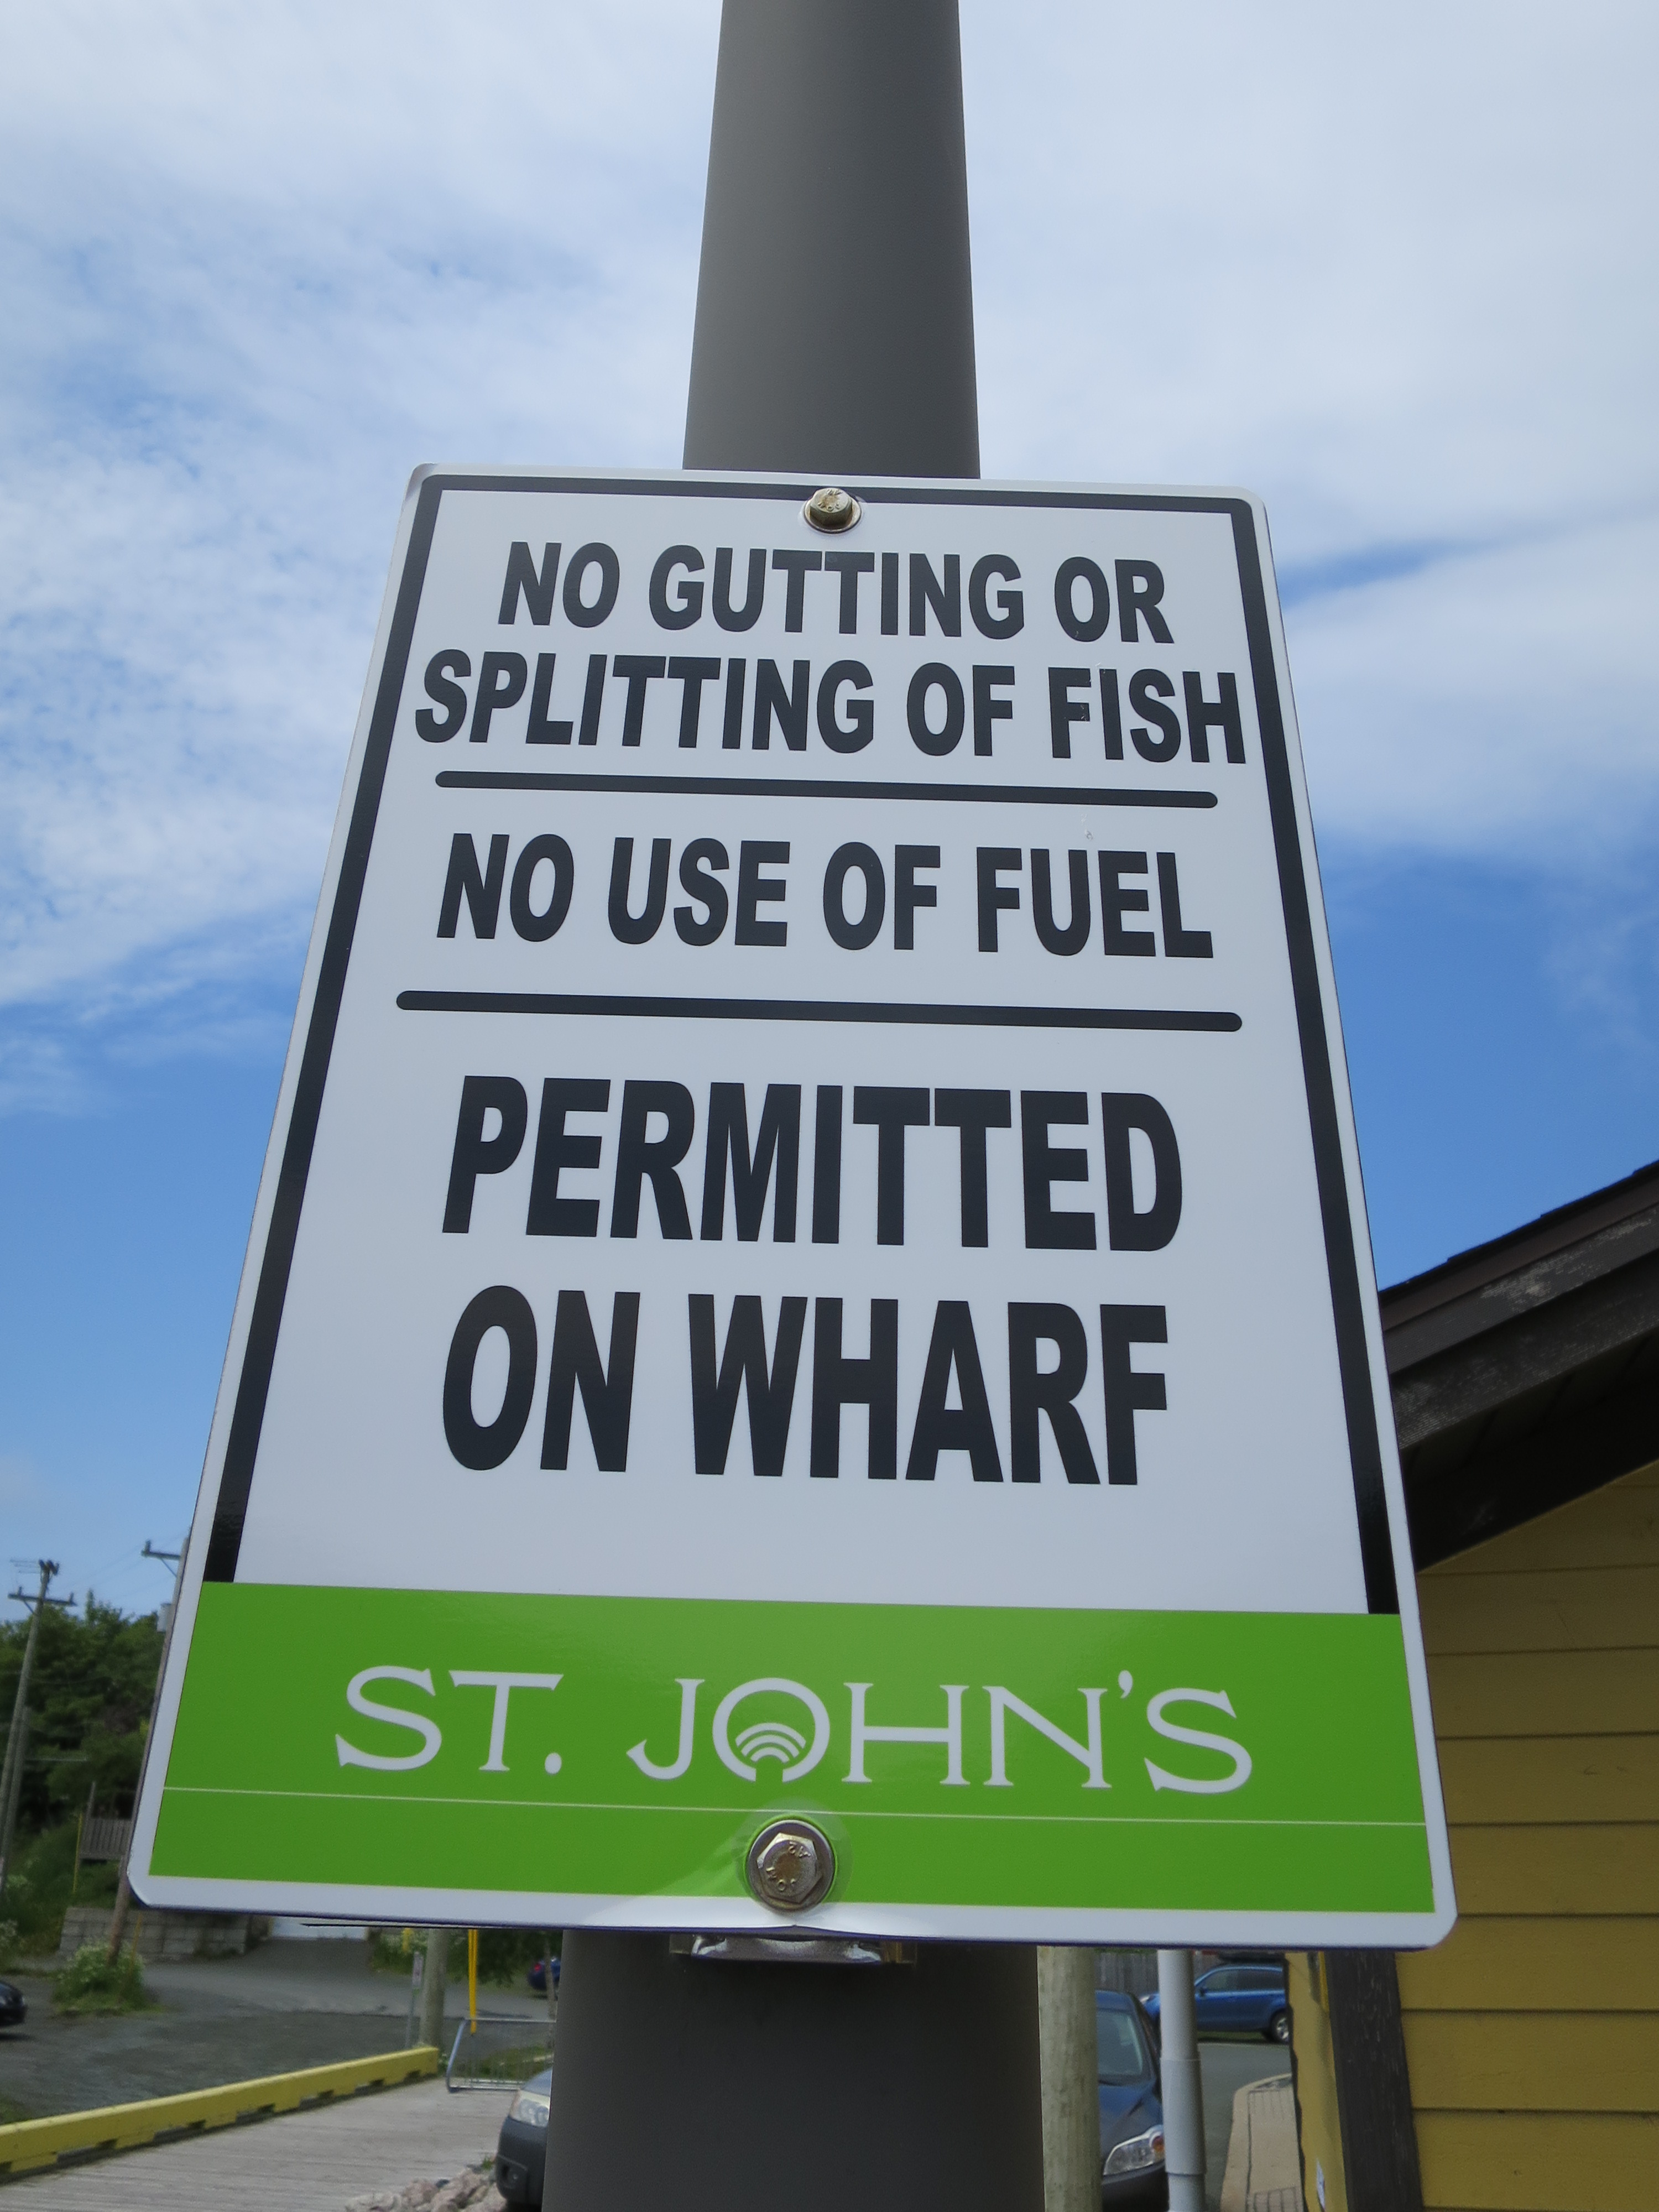 NO GUTTING OR
SPLITTING OF FISH
NO USE OF FUEL
PERMITTED
ON WHARF
ST. JOHN'S